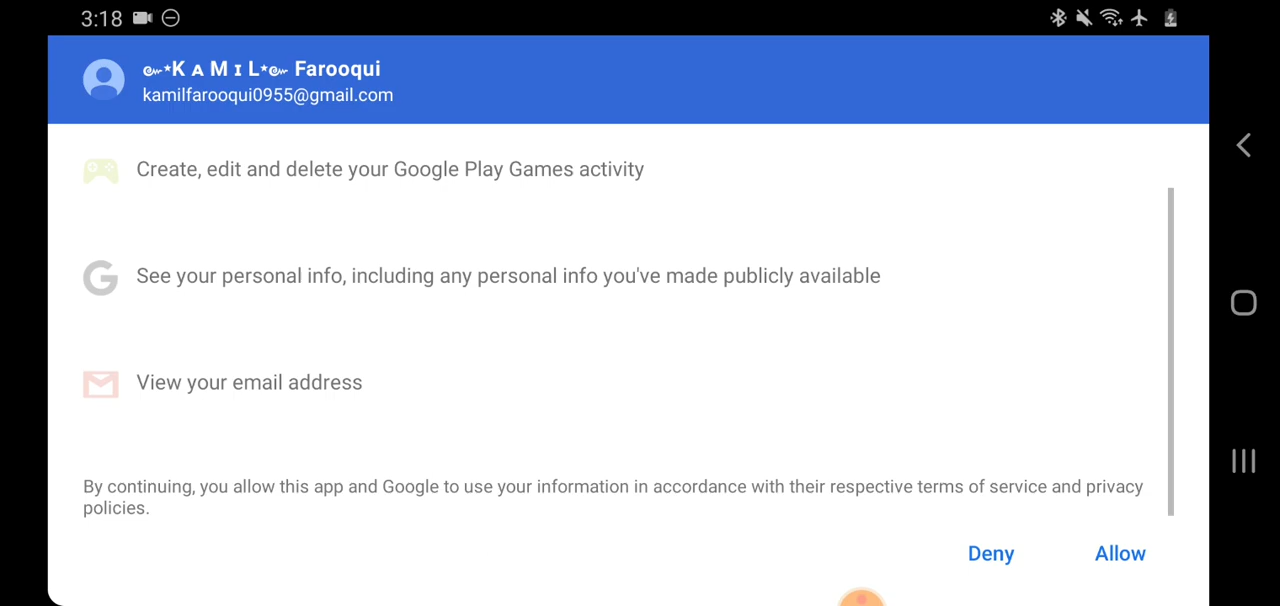 3:18
๛⋆K ᴀ M ɪ L⋆๛ Farooqui
kamilfarooqui0955@gmail.com
Create, edit and delete your Google Play Games activity
See your personal info, including any personal info you've made publicly available
View your email address
By continuing, you allow this app and Google to use your information in accordance with their respective terms of service and privacy
policies.
Deny
Allow